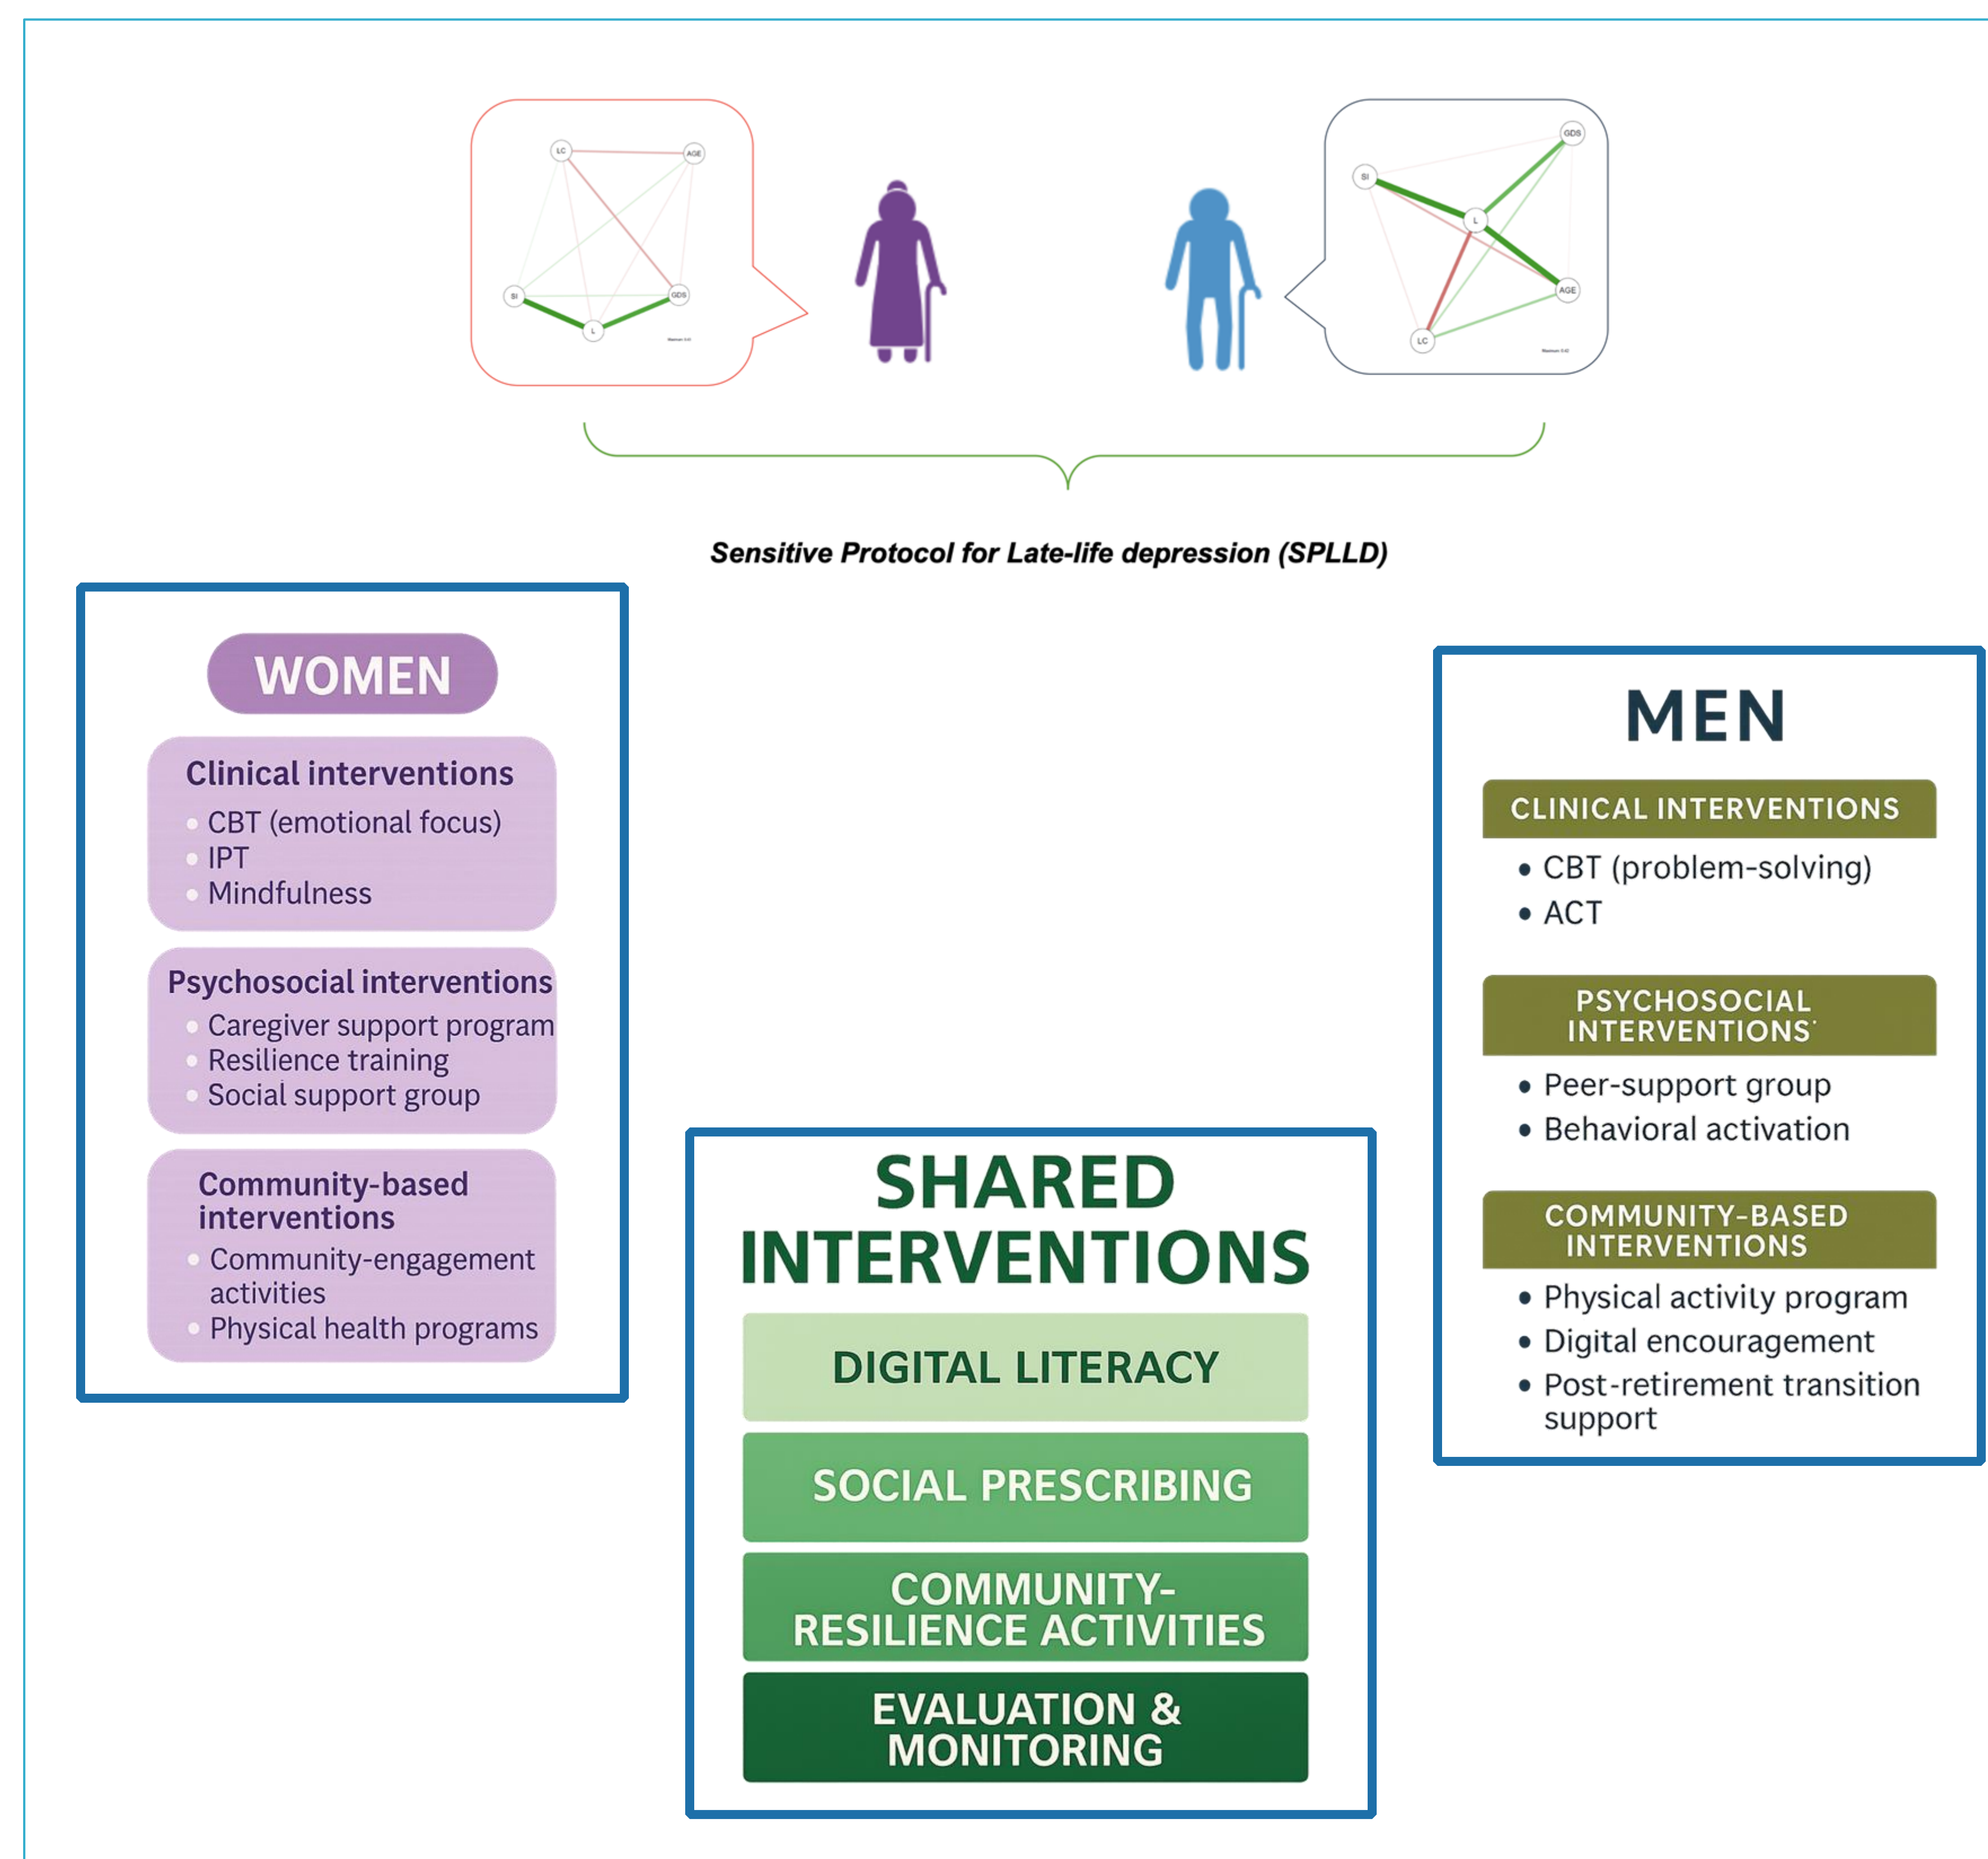 LC
AGE
SI
GDS
L
GDS
SI
L
AGE
LC
Sensitive Protocol for Late-life depression (SPLLD)
WOMEN
Clinical interventions
CBT (emotional focus)
IPT
Mindfulness
Psychosocial interventions
Caregiver support program
Resilience training
Social support group
Community-based
interventions
Community-engagement
activities
Physical health programs
SHARED
INTERVENTIONS
DIGITAL LITERACY
SOCIAL PRESCRIBING
COMMUNITY-
RESILIENCE ACTIVITIES
EVALUATION &
MONITORING
MEN
CLINICAL INTERVENTIONS
CBT (problem-solving)
ACT
PSYCHOSOCIAL
INTERVENTIONS
Peer-support group
Behavioral activation
COMMUNITY-BASED
INTERVENTIONS
Physical activity program
Digital encouragement
Post-retirement transition
support